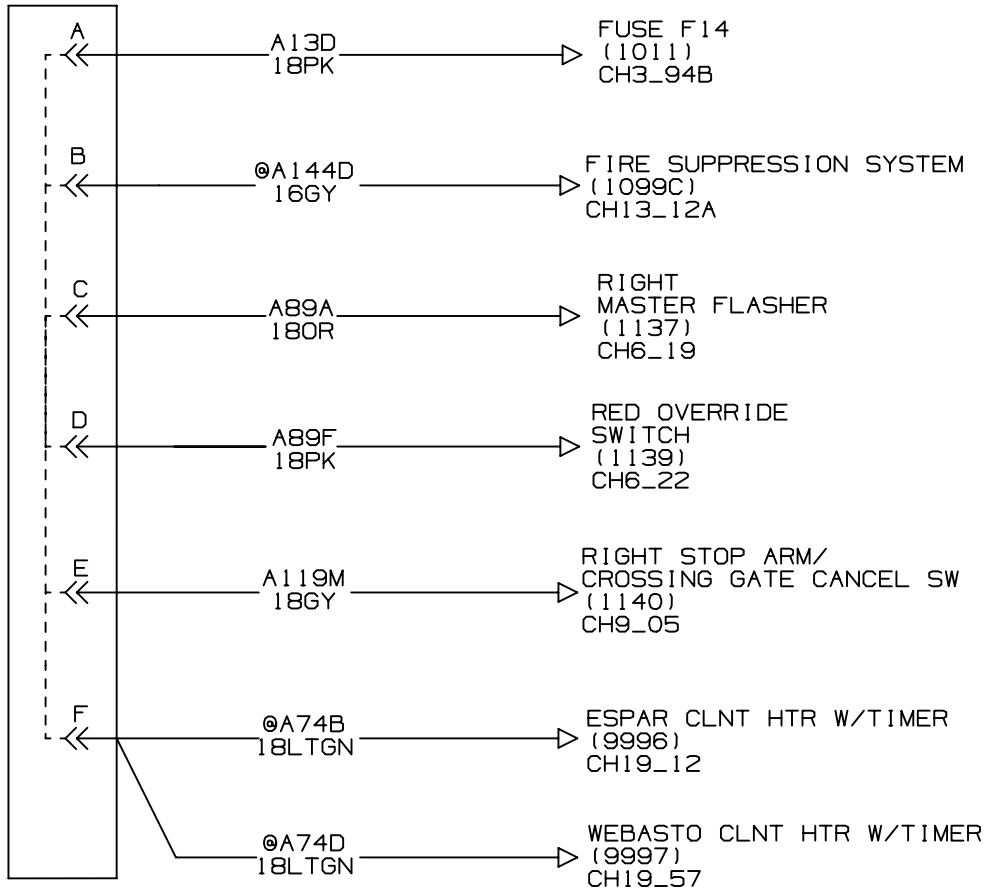 A
A13D
18PK
FUSE F14
(1011)
CH3_94B
B
@A144D
16GY
FIRE SUPPRESSION SYSTEM
(1099C)
CH13_12A
C
A89A
18OR
RIGHT
MASTER FLASHER
(1137)
CH6_19
D
A89F
18PK
RED OVERRIDE
SWITCH
(1139)
CH6_22
E
A119M
18GY
RIGHT STOP ARM/
CROSSING GATE CANCEL SW
(1140)
CH9_05
F
@A74B
18LTGN
ESPAR CLNT HTR W/TIMER
(9996)
CH19_12
@A74D
18LTGN
WEBASTO CLNT HTR W/TIMER
(9997)
CH19_57